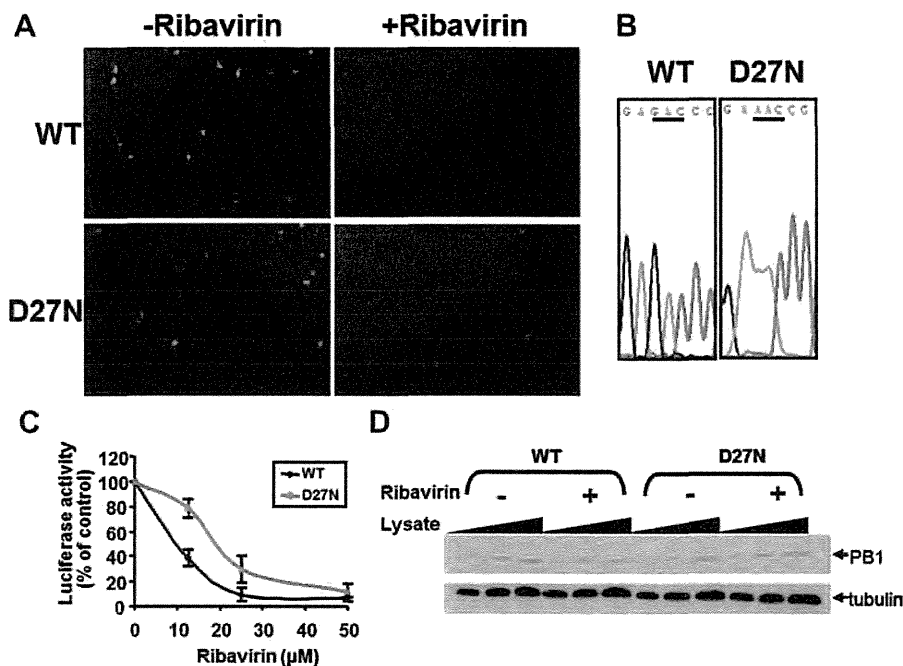 A
-Ribavirin
+Ribavirin
WT
D27N
B
WT
D27N
G A G A C C C
G A A A C C G
C
Luciferase activity
(% of control)
120
100
80
60
40
20
0
WT
D27N
0
10
20
30
40
50
Ribavirin (µM)
D
WT
D27N
Ribavirin
-
+
-
+
Lysate
PB1
tubulin